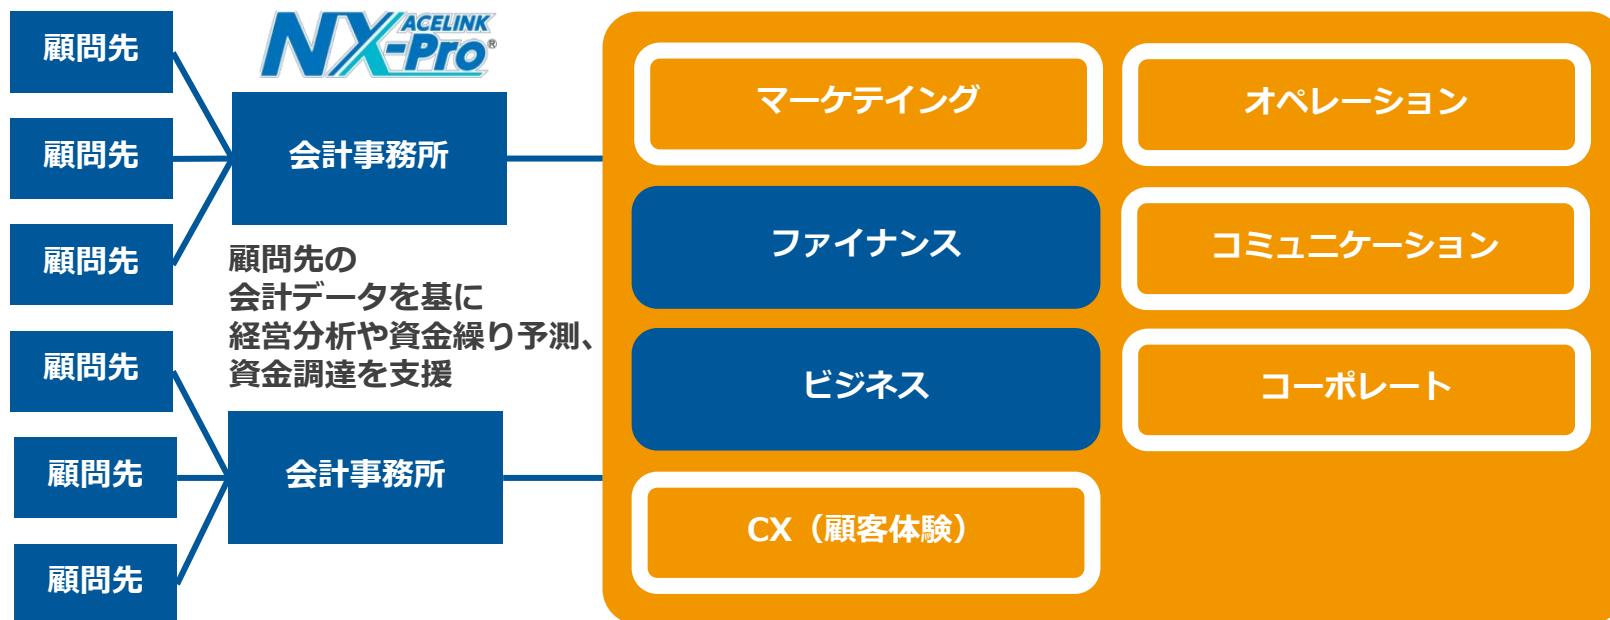 顧問先
顧問先
顧問先
顧問先
顧問先
顧問先
NX ACELINK
-Pro®
会計事務所
顧問先の
会計データを基に
経営分析や資金繰り予測、
資金調達を支援
会計事務所
マーケテイング
オペレーション
ファイナンス
コミュニケーション
ビジネス
コーポレート
CX（顧客体験）